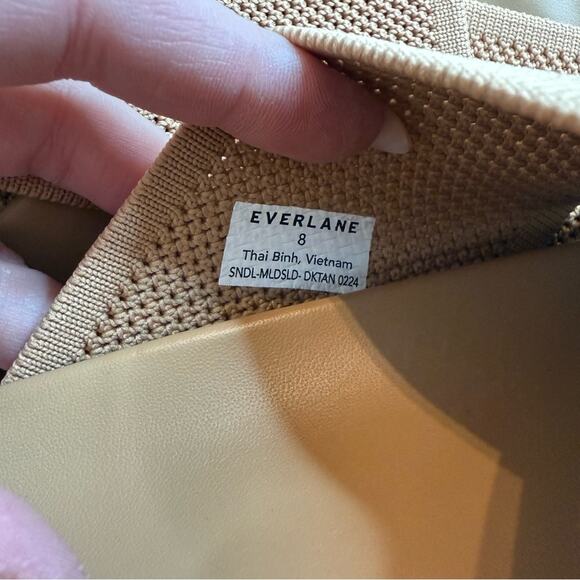 EVERLANE
8
Thai Binh, Vietnam
SNDL-MLDSLD- DKTAN 0224